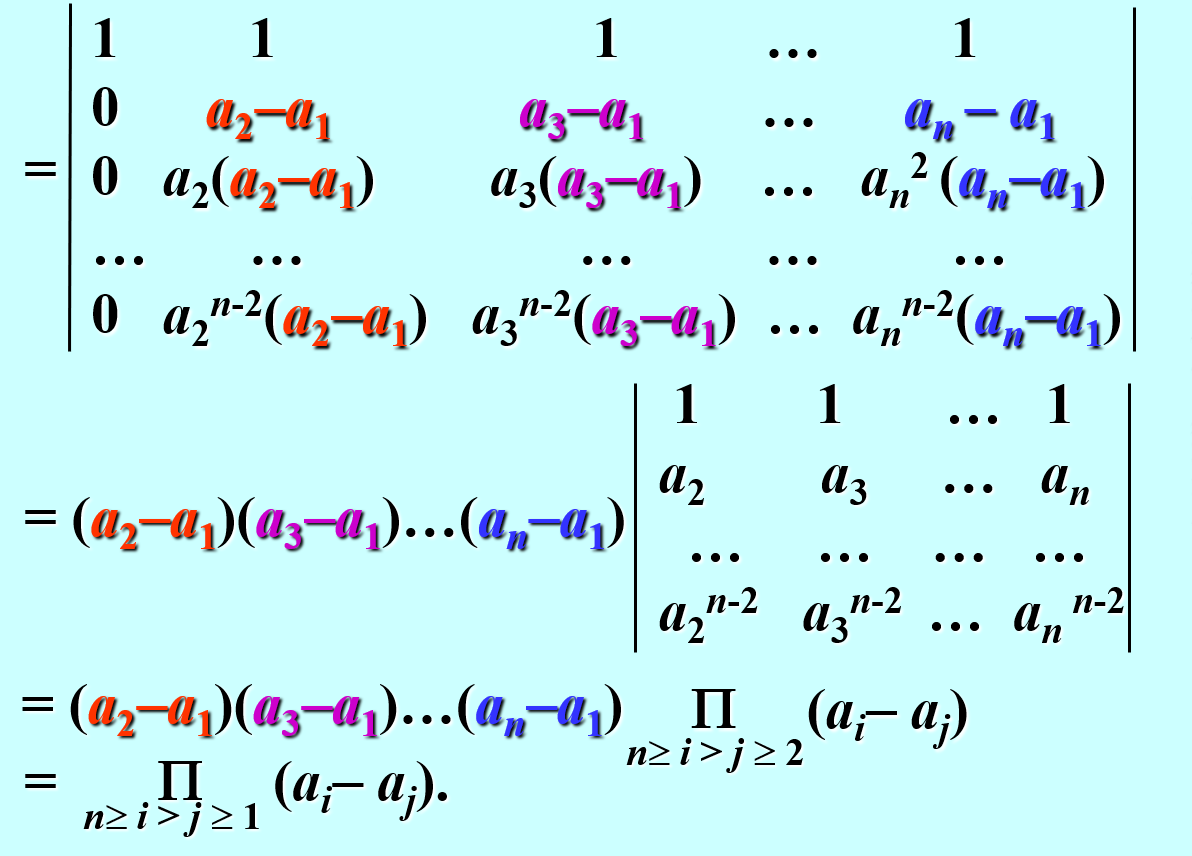 1 1 1 … 1
0 a₂–a₁ a₃–a₁ … aₙ – a₁
= 0 a₂(a₂–a₁) a₃(a₃–a₁) … aₙ² (aₙ–a₁)
… … … … …
0 a₂ⁿ⁻²(a₂–a₁) a₃ⁿ⁻²(a₃–a₁) … aₙⁿ⁻²(aₙ–a₁)
1 1 … 1
a₂ a₃ … aₙ
= (a₂–a₁)(a₃–a₁)…(aₙ–a₁)
… … … …
a₂ⁿ⁻² a₃ⁿ⁻² … aₙ ⁿ⁻²
= (a₂–a₁)(a₃–a₁)…(aₙ–a₁) Π (aᵢ– aⱼ)
n≥ i > j ≥ 2
= Π (aᵢ– aⱼ).
n≥ i > j ≥ 1